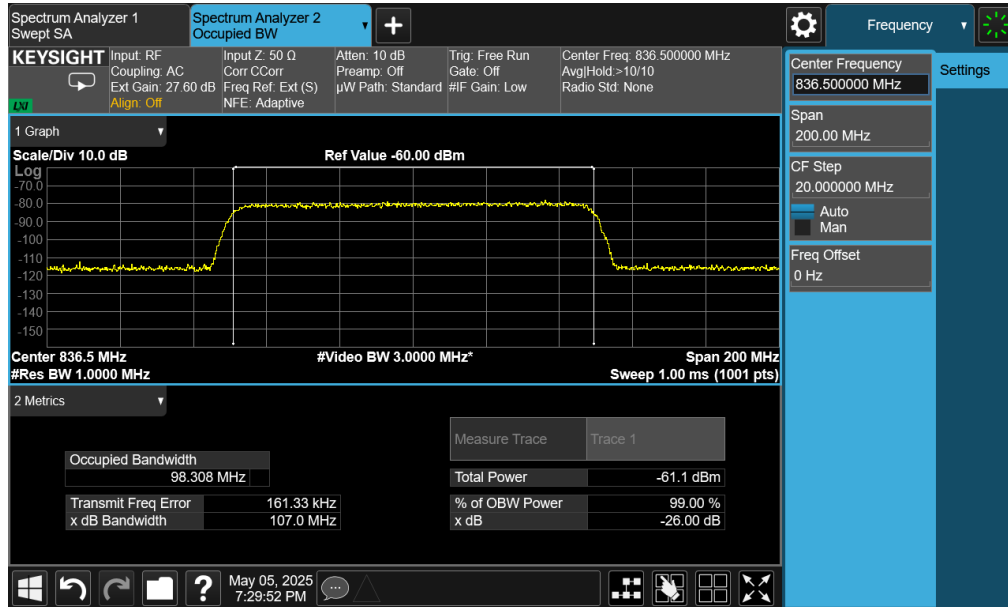 Spectrum Analyzer 1
Swept SA
Spectrum Analyzer 2
Occupied BW
Frequency
KEYSIGHT
LXI
Input: RF
Coupling: AC
Ext Gain: 27.60 dB
Align: Off
Input Z: 50 Ω
Corr CCorr
Freq Ref: Ext (S)
NFE: Adaptive
Atten: 10 dB
Preamp: Off
µW Path: Standard
Trig: Free Run
Gate: Off
#IF Gain: Low
Center Freq: 836.500000 MHz
Avg|Hold:>10/10
Radio Std: None
Center Frequency
836.500000 MHz
Settings
Span
200.00 MHz
CF Step
20.000000 MHz
Auto
Man
Freq Offset
0 Hz
1 Graph
Scale/Div 10.0 dB
Ref Value -60.00 dBm
Log
-70.0
-80.0
-90.0
-100
-110
-120
-130
-140
-150
Center 836.5 MHz
#Video BW 3.0000 MHz*
Span 200 MHz
#Res BW 1.0000 MHz
Sweep 1.00 ms (1001 pts)
2 Metrics
Measure Trace
Trace 1
Occupied Bandwidth
98.308 MHz
Total Power
-61.1 dBm
Transmit Freq Error
161.33 kHz
% of OBW Power
99.00 %
x dB Bandwidth
107.0 MHz
x dB
-26.00 dB
?
May 05, 2025
7:29:52 PM